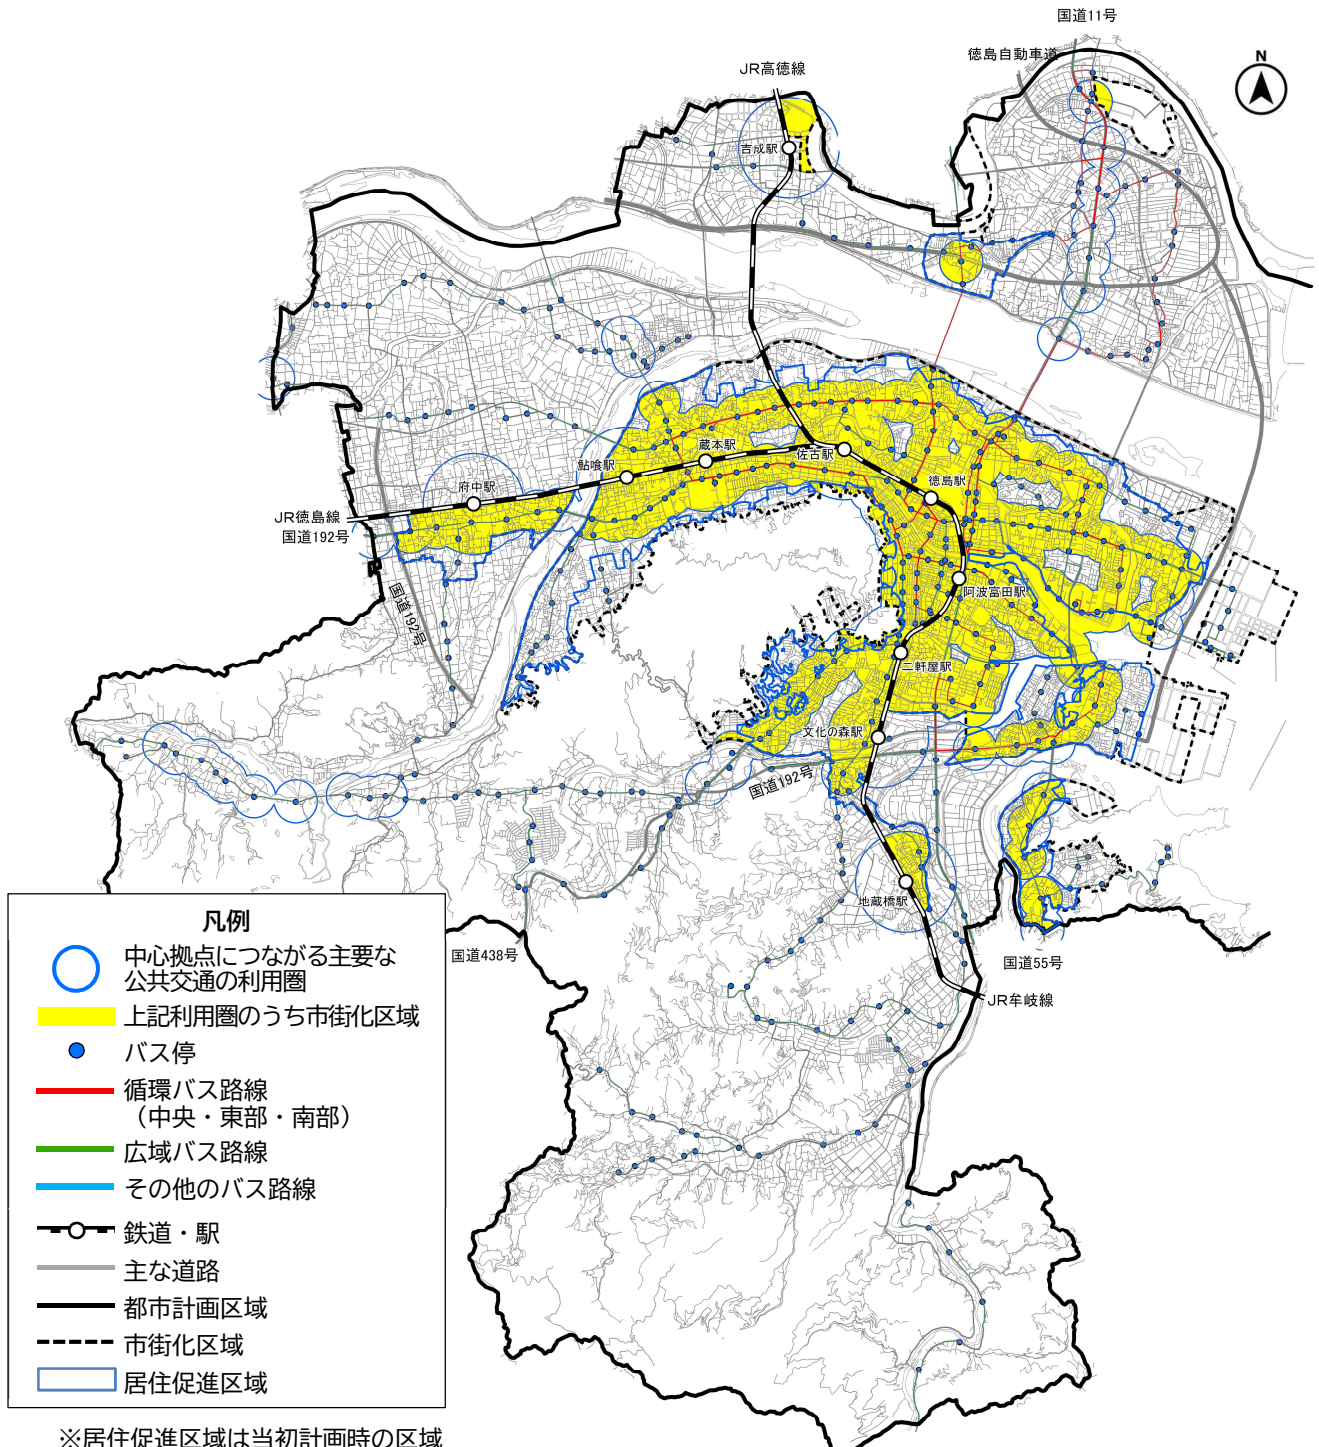 国道11号
徳島自動車道
N
JR高徳線
吉成駅
蔵本駅
佐古駅
鮎喰駅
徳島駅
府中駅
JR徳島線
国道192号
国道192号
阿波富田駅
二軒屋駅
文化の森駅
国道192号
地蔵橋駅
国道438号
国道55号
JR牟岐線
凡例
中心拠点につながる主要な
公共交通の利用圏
上記利用圏のうち市街化区域
バス停
循環バス路線
（中央・東部・南部）
広域バス路線
その他のバス路線
鉄道・駅
主な道路
都市計画区域
市街化区域
居住促進区域
※居住促進区域は当初計画時の区域